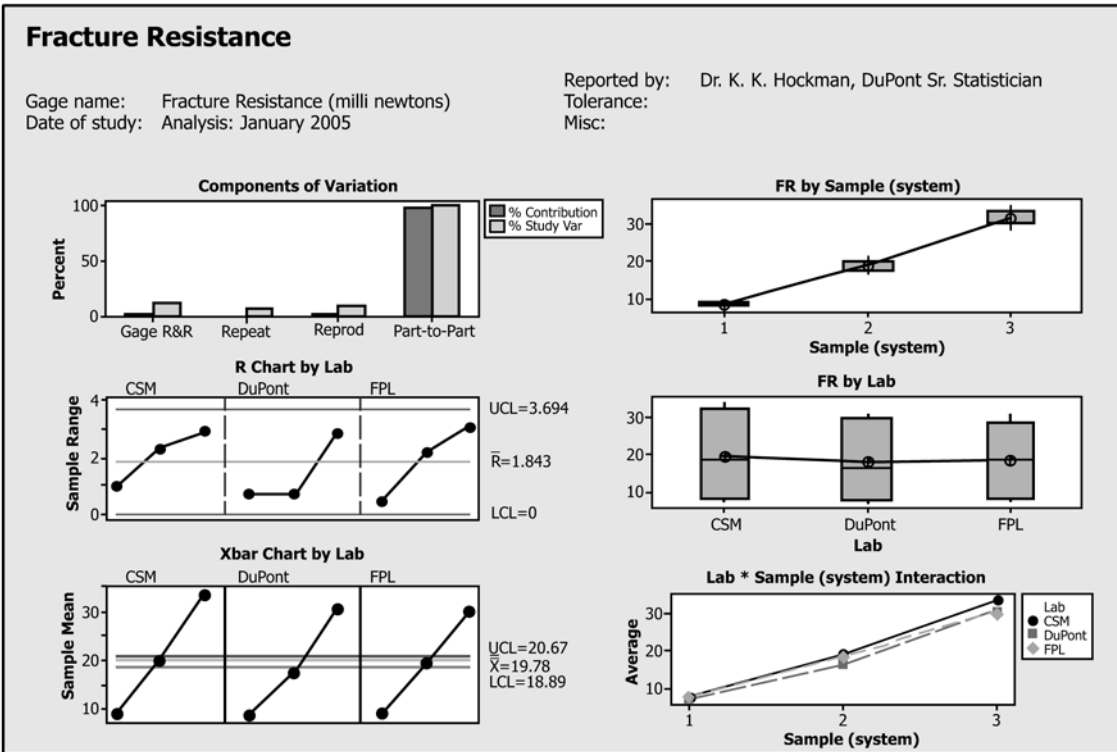 Fracture Resistance
Gage name: Fracture Resistance (milli newtons)
Date of study: Analysis: January 2005
Reported by: Dr. K. K. Hockman, DuPont Sr. Statistician
Tolerance:
Misc:
Components of Variation
Percent
100
50
0
Gage R&R Repeat Reprod Part-to-Part
% Contribution
% Study Var
R Chart by Lab
CSM DuPont FPL
Sample Range
4
2
0
UCL=3.694
R̅=1.843
LCL=0
Xbar Chart by Lab
CSM DuPont FPL
Sample Mean
30
20
10
UCL=20.67
X̿=19.78
LCL=18.89
FR by Sample (system)
30
20
10
1 2 3
Sample (system)
FR by Lab
30
20
10
CSM DuPont FPL
Lab
Lab * Sample (system) Interaction
Average
30
20
10
1 2 3
Sample (system)
Lab
CSM
DuPont
FPL